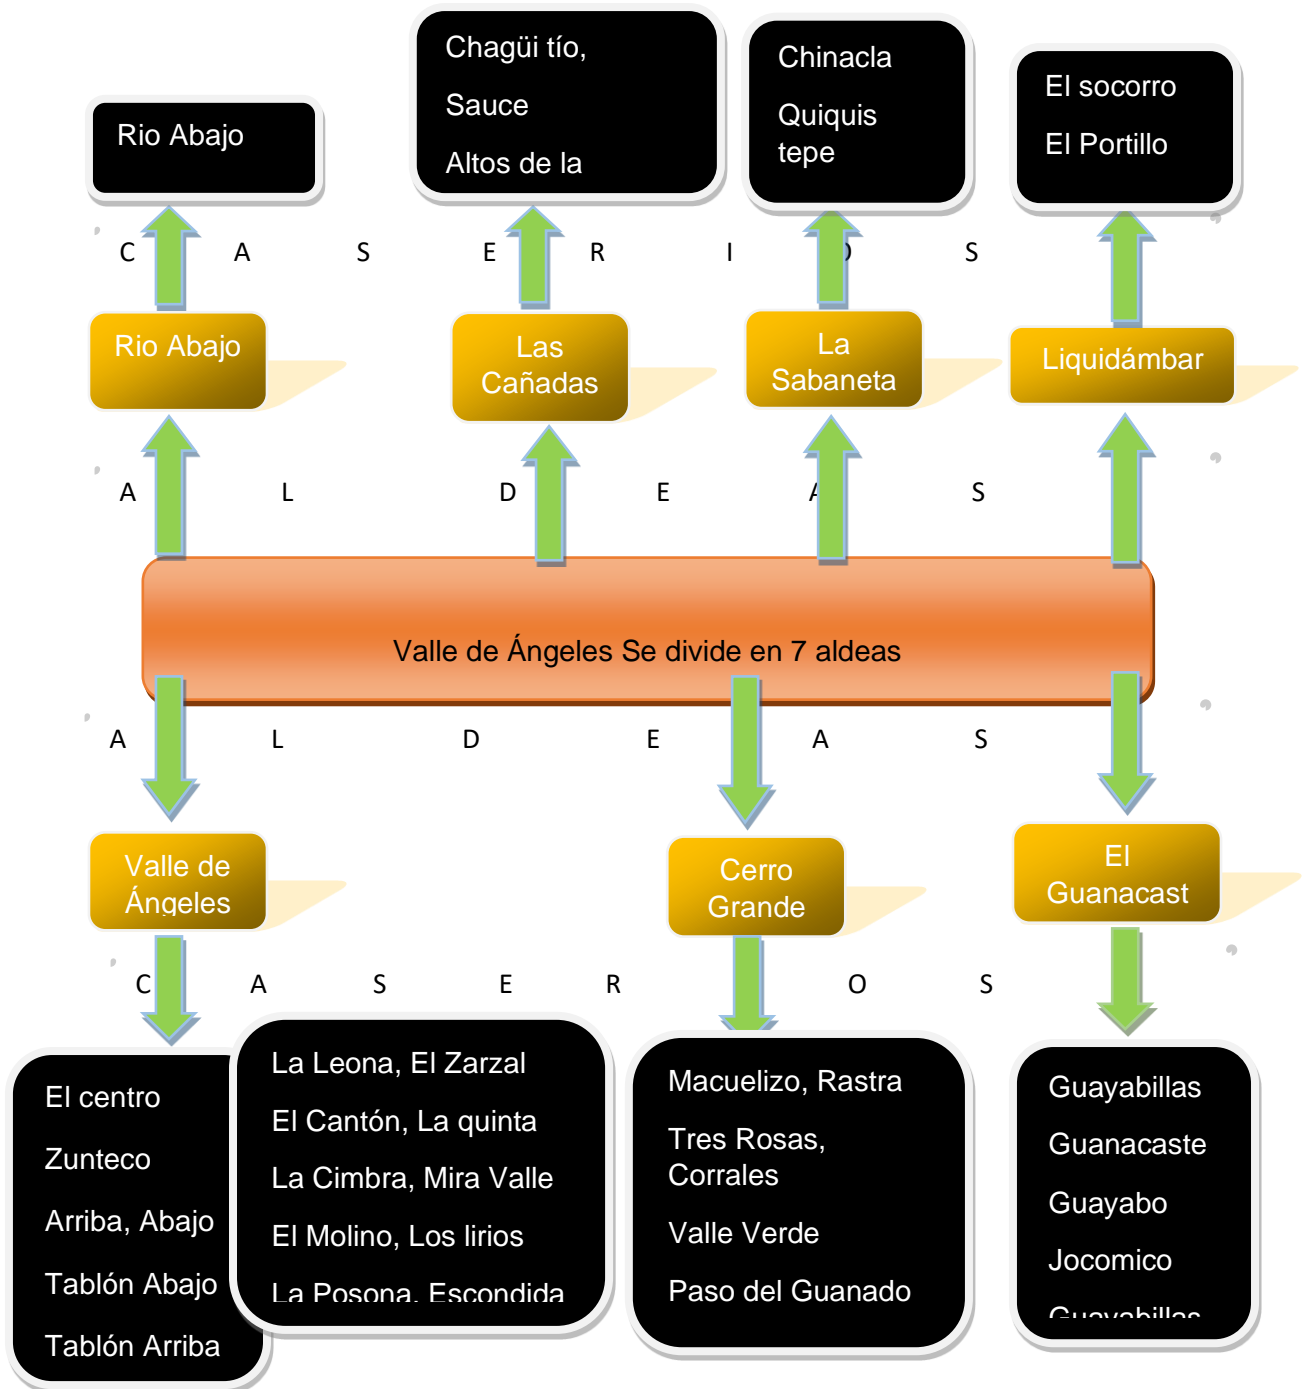 Chagüi tío,
Sauce
Altos de la
Chinacla
Quiquis
tepe
El socorro
El Portillo
Rio Abajo
C A S E R I O S
Rio Abajo
Las
Cañadas
La
Sabaneta
Liquidámbar
A L D E A S
Valle de Ángeles Se divide en 7 aldeas
A L D E A S
Valle de
Ángeles
Cerro
Grande
El
Guanacast
C A S E R O S
El centro
Zunteco
Arriba, Abajo
Tablón Abajo
Tablón Arriba
La Leona, El Zarzal
El Cantón, La quinta
La Cimbra, Mira Valle
El Molino, Los lirios
La Posona, Escondida
Macuelizo, Rastra
Tres Rosas,
Corrales
Valle Verde
Paso del Guanado
Guayabillas
Guanacaste
Guayabo
Jocomico
Guayabillas